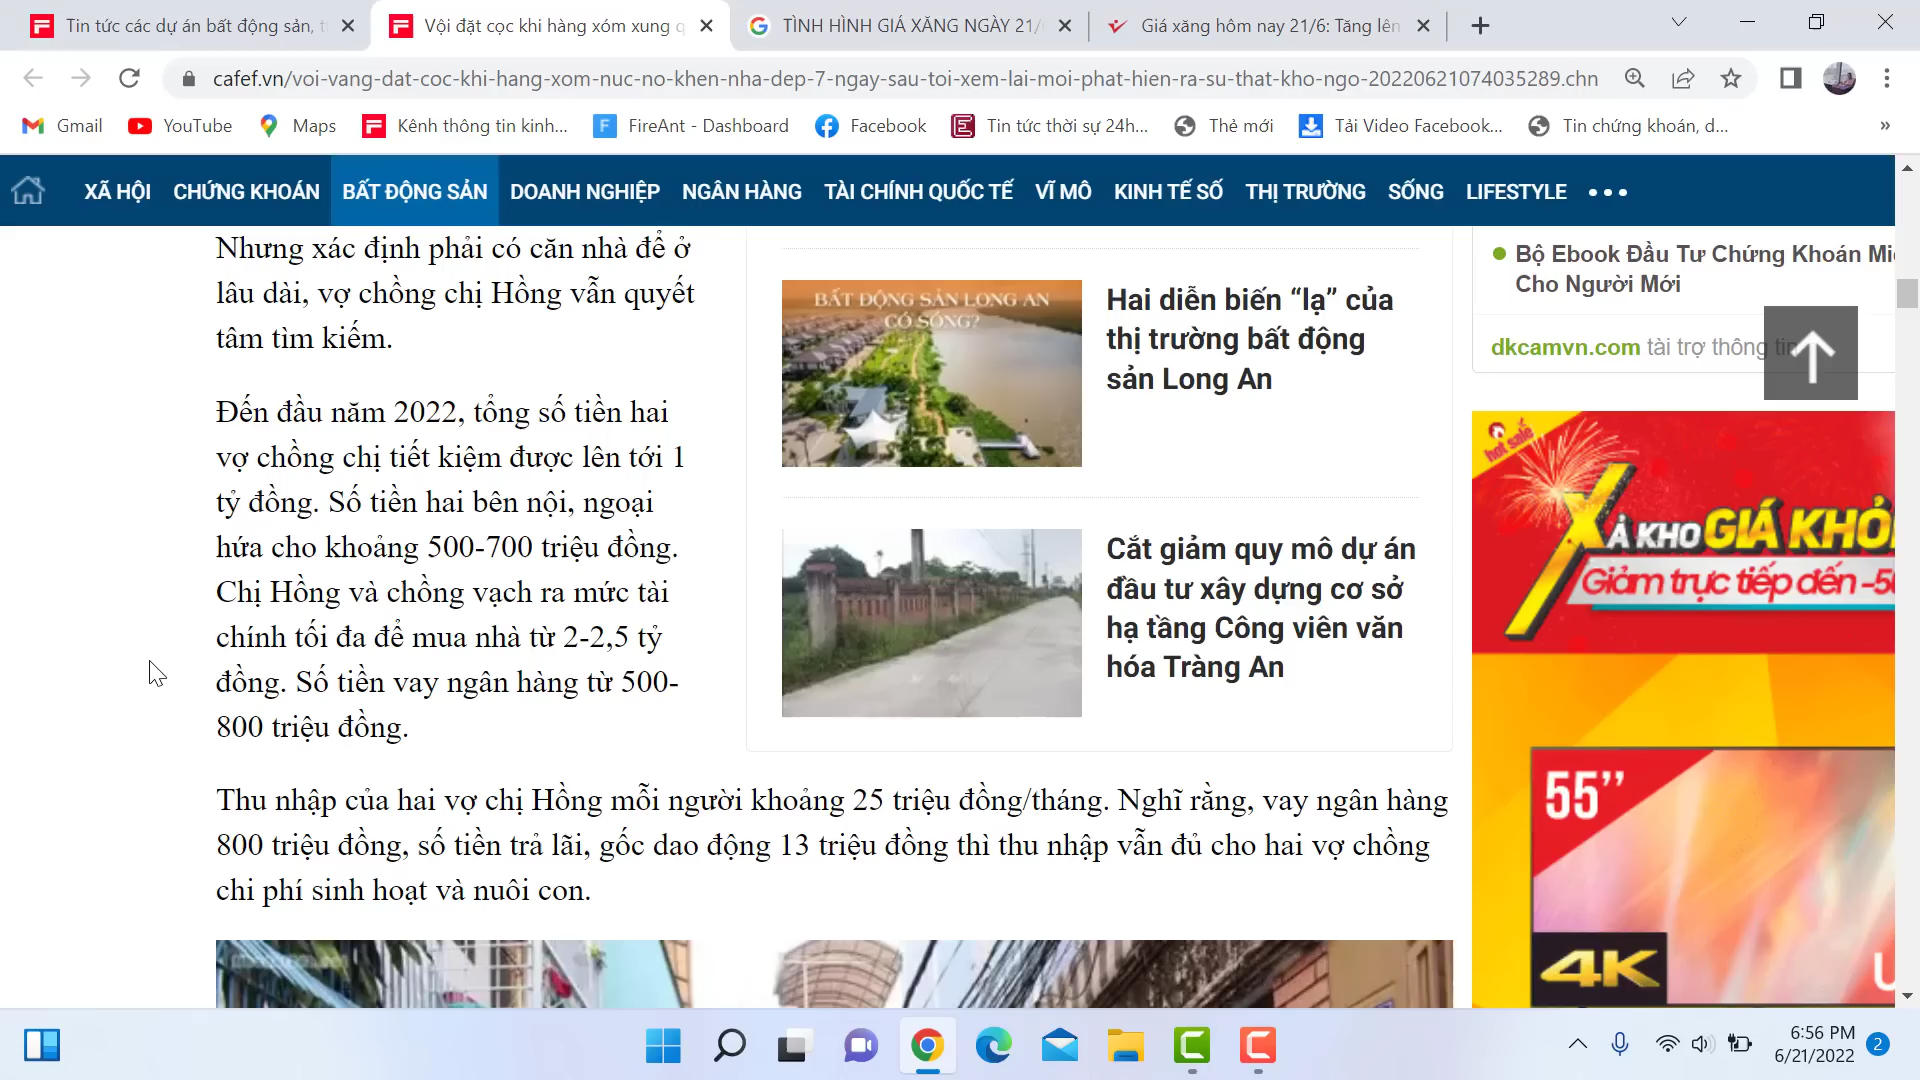 Tin tức các dự án bất động sản,
Vội đặt cọc khi hàng xóm xung q
TÌNH HÌNH GIÁ XĂNG NGÀY 21/
Giá xăng hôm nay 21/6: Tăng lên
cafef.vn/voi-vang-dat-coc-khi-hang-xom-nuc-no-khen-nha-dep-7-ngay-sau-toi-xem-lai-moi-phat-hien-ra-su-that-kho-ngo-20220621074035289.chn
Gmail
YouTube
Maps
Kênh thông tin kinh...
FireAnt - Dashboard
Facebook
Tin tức thời sự 24h...
Thẻ mới
Tải Video Facebook...
Tin chứng khoán, d...
XÃ HỘI
CHỨNG KHOÁN
BẤT ĐỘNG SẢN
DOANH NGHIỆP
NGÂN HÀNG
TÀI CHÍNH QUỐC TẾ
VĨ MÔ
KINH TẾ SỐ
THỊ TRƯỜNG
SỐNG
LIFESTYLE
Nhưng xác định phải có căn nhà để ở
lâu dài, vợ chồng chị Hồng vẫn quyết
tâm tìm kiếm.
Đến đầu năm 2022, tổng số tiền hai
vợ chồng chị tiết kiệm được lên tới 1
tỷ đồng. Số tiền hai bên nội, ngoại
hứa cho khoảng 500-700 triệu đồng.
Chị Hồng và chồng vạch ra mức tài
chính tối đa để mua nhà từ 2-2,5 tỷ
đồng. Số tiền vay ngân hàng từ 500-
800 triệu đồng.
Thu nhập của hai vợ chị Hồng mỗi người khoảng 25 triệu đồng/tháng. Nghĩ rằng, vay ngân hàng
800 triệu đồng, số tiền trả lãi, gốc dao động 13 triệu đồng thì thu nhập vẫn đủ cho hai vợ chồng
chi phí sinh hoạt và nuôi con.
BẤT ĐỘNG SẢN LONG AN
CÓ SÓNG?
Hai diễn biến “lạ” của
thị trường bất động
sản Long An
Cắt giảm quy mô dự án
đầu tư xây dựng cơ sở
hạ tầng Công viên văn
hóa Tràng An
Bộ Ebook Đầu Tư Chứng Khoán Miễ
Cho Người Mới
dkcamvn.com tài trợ thông tin
hot sale
XẢ KHO GIÁ KHỎ
Giảm trực tiếp đến -50
55’’
4K
U
6:56 PM
6/21/2022
2